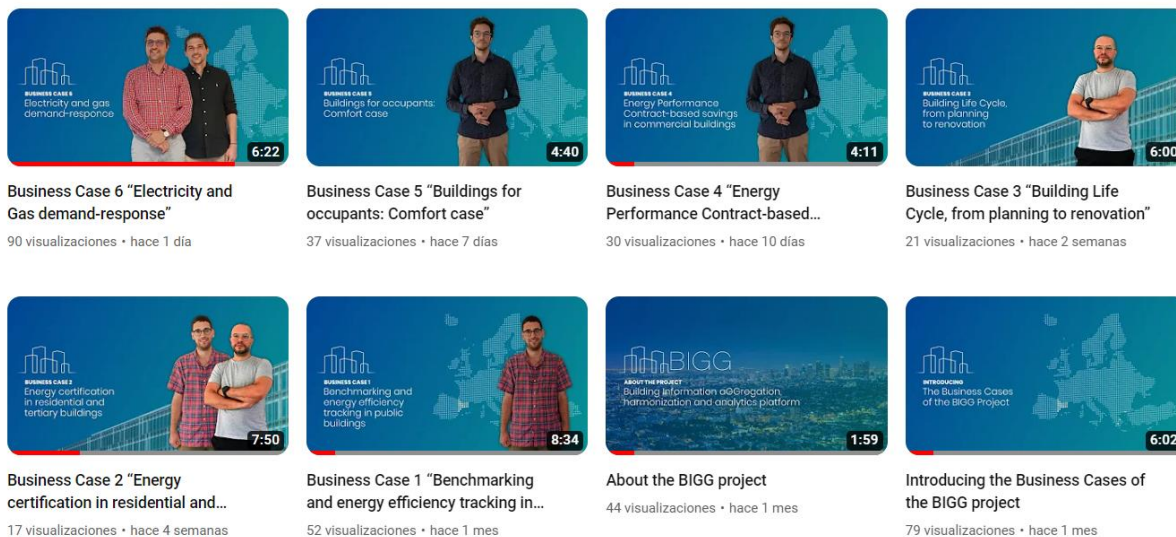 BUSINESS CASE 6
Electricity and gas
demand-responce
6:22
BUSINESS CASE 5
Buildings for occupants:
Comfort case
4:40
BUSINESS CASE 4
Energy Performance
Contract-based savings
in commercial buildings
4:11
BUSINESS CASE 3
Building Life Cycle,
from planning
to renovation
6:00
Business Case 6 “Electricity and
Gas demand-response”
90 visualizaciones • hace 1 día
Business Case 5 “Buildings for
occupants: Comfort case”
37 visualizaciones • hace 7 días
Business Case 4 “Energy
Performance Contract-based...
30 visualizaciones • hace 10 días
Business Case 3 “Building Life
Cycle, from planning to renovation”
21 visualizaciones • hace 2 semanas
BUSINESS CASE 2
Energy certification
in residential and
tertiary buildings
7:50
BUSINESS CASE 1
Benchmarking and
energy efficiency
tracking in public
buildings
8:34
BIGG
ABOUT THE PROJECT
Building Information aGGregation,
harmonization and analytics platform
1:59
INTRODUCING
The Business Cases
of the BIGG Project
6:02
Business Case 2 “Energy
certification in residential and...
17 visualizaciones • hace 4 semanas
Business Case 1 “Benchmarking
and energy efficiency tracking in...
52 visualizaciones • hace 1 mes
About the BIGG project
44 visualizaciones • hace 1 mes
Introducing the Business Cases of
the BIGG project
79 visualizaciones • hace 1 mes